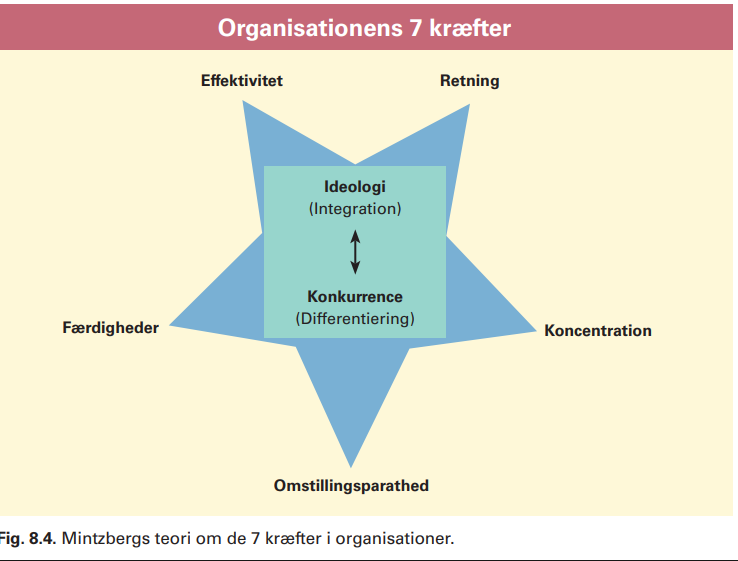 Organisationens 7 kræfter
Effektivitet
Retning
Ideologi
(Integration)
Konkurrence
(Differentiering)
Færdigheder
Koncentration
Omstillingsparathed
Fig. 8.4. Mintzbergs teori om de 7 kræfter i organisationer.